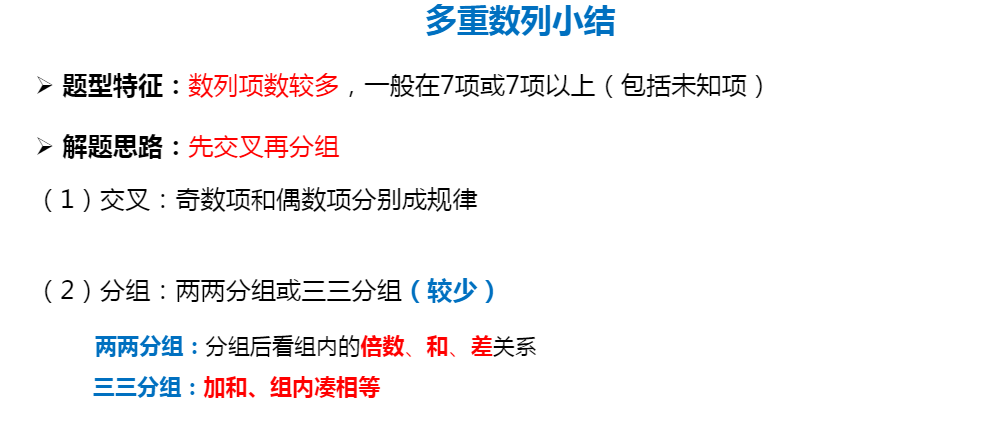 多重数列小结
➢ 题型特征：数列项数较多，一般在7项或7项以上（包括未知项）
➢ 解题思路：先交叉再分组
（1）交叉：奇数项和偶数项分别成规律
（2）分组：两两分组或三三分组（较少）
两两分组：分组后看组内的倍数、和、差关系
三三分组：加和、组内凑相等